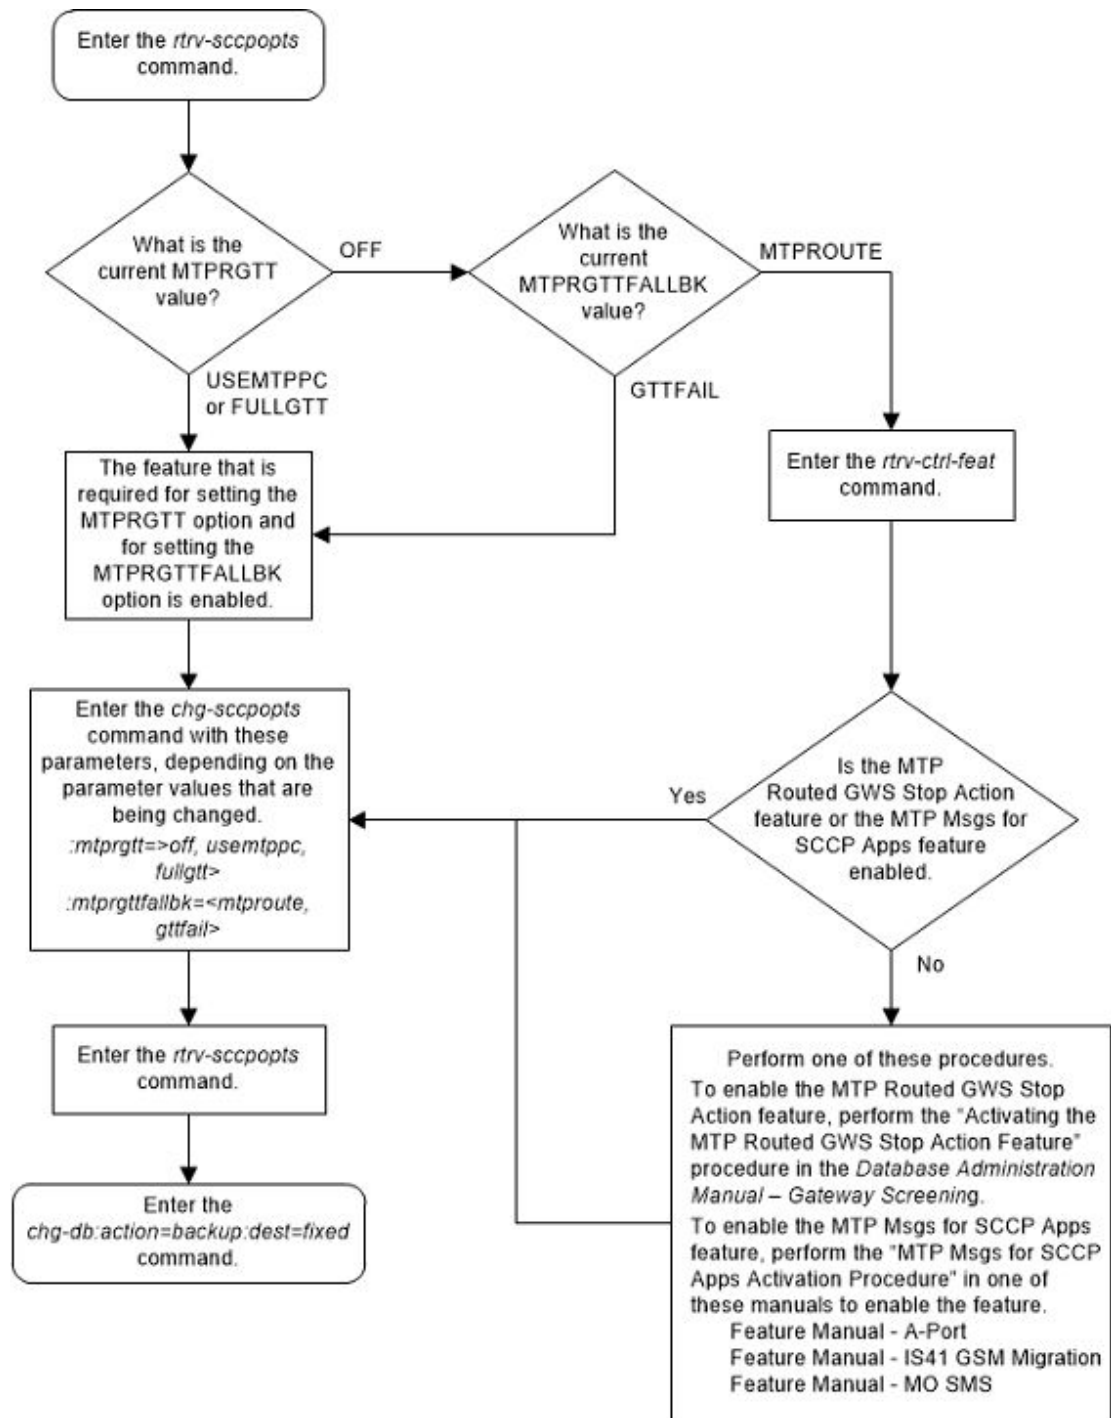 Enter the rtrv-sccpopts
command.
What is the
current MTPRGTT
value?
OFF
What is the
current
MTPRGTTFALLBK
value?
MTPROUTE
USEMTPPC
or FULLGTT
GTTFAIL
The feature that is
required for setting the
MTPRGTT option and
for setting the
MTPRGTTFALLBK
option is enabled.
Enter the rtrv-ctrl-feat
command.
Enter the chg-sccpopts
command with these
parameters, depending on the
parameter values that are
being changed.
:mtprgtt=>off, usemtppc,
fullgtt>
:mtprgttfallbk=<mtproute,
gttfail>
Yes
Is the MTP
Routed GWS Stop Action
feature or the MTP Msgs for
SCCP Apps feature
enabled.
No
Enter the rtrv-sccpopts
command.
Enter the
chg-db:action=backup:dest=fixed
command.
Perform one of these procedures.
To enable the MTP Routed GWS Stop
Action feature, perform the “Activating the
MTP Routed GWS Stop Action Feature”
procedure in the Database Administration
Manual – Gateway Screening.
To enable the MTP Msgs for SCCP Apps
feature, perform the “MTP Msgs for SCCP
Apps Activation Procedure” in one of
these manuals to enable the feature.
Feature Manual - A-Port
Feature Manual - IS41 GSM Migration
Feature Manual - MO SMS